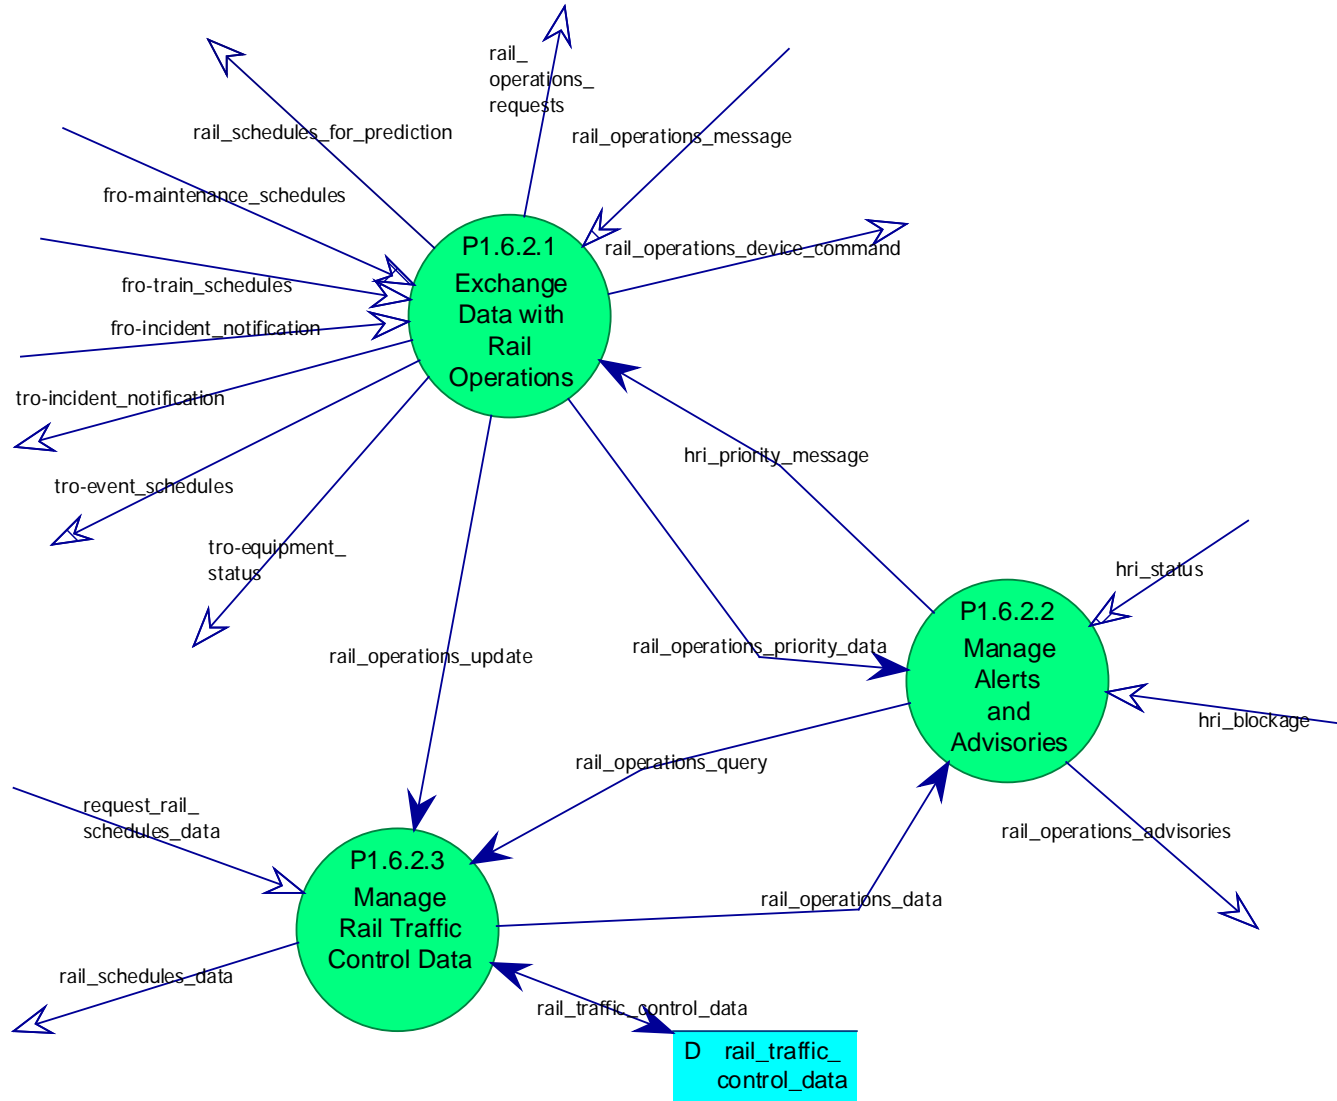 rail_
operations_
requests
rail_schedules_for_prediction
rail_operations_message
fro-maintenance_schedules
P1.6.2.1
Exchange
Data with
Rail
Operations
rail_operations_device_command
fro-train_schedules
fro-incident_notification
tro-incident_notification
hri_priority_message
tro-event_schedules
tro-equipment_
status
hri_status
P1.6.2.2
Manage
Alerts
and
Advisories
rail_operations_update
rail_operations_priority_data
hri_blockage
rail_operations_query
request_rail_
schedules_data
rail_operations_advisories
P1.6.2.3
Manage
Rail Traffic
Control Data
rail_operations_data
rail_schedules_data
rail_traffic_control_data
D rail_traffic_
control_data